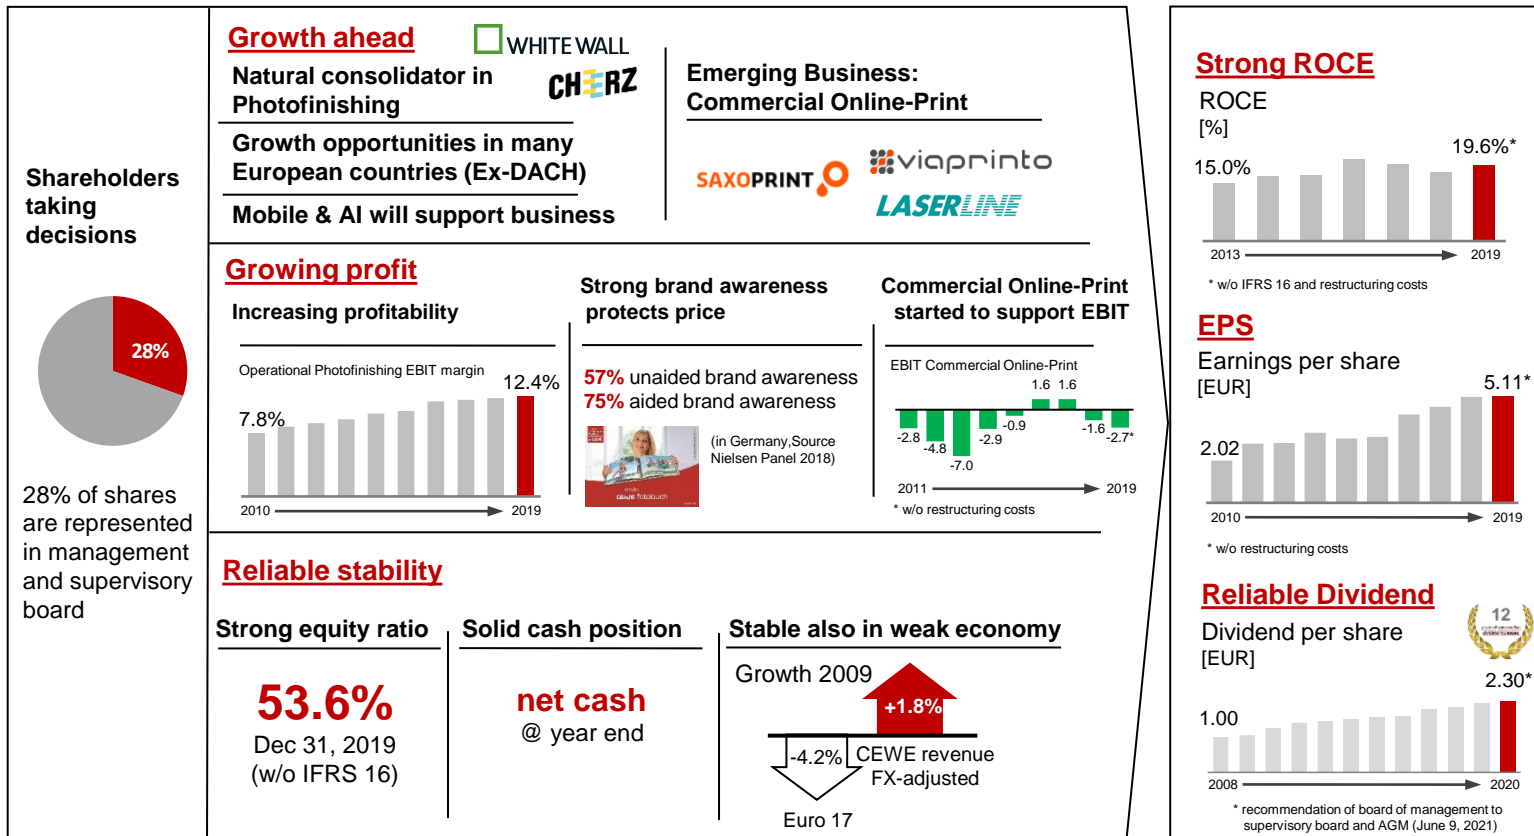 Shareholders
taking
decisions
28%
28% of shares
are represented
in management
and supervisory
board
Growth ahead
WHITE WALL
CHEERZ
Natural consolidator in
Photofinishing
Growth opportunities in many
European countries (Ex-DACH)
Mobile & AI will support business
Emerging Business:
Commercial Online-Print
SAXOPRINT
viaprinto
LASERLINE
Growing profit
Increasing profitability
Operational Photofinishing EBIT margin
7.8%
12.4%
2010
2019
Strong brand awareness
protects price
57% unaided brand awareness
75% aided brand awareness
(in Germany,Source
Nielsen Panel 2018)
cewe fotobuch
Commercial Online-Print
started to support EBIT
EBIT Commercial Online-Print
1.6 1.6
-2.8
-4.8
-7.0
-2.9
-0.9
-1.6
-2.7*
2011
2019
* w/o restructuring costs
Reliable stability
Strong equity ratio
53.6%
Dec 31, 2019
(w/o IFRS 16)
Solid cash position
net cash
@ year end
Stable also in weak economy
Growth 2009
+1.8%
-4.2%
CEWE revenue
FX-adjusted
Euro 17
Strong ROCE
ROCE
[%]
15.0%
19.6%*
2013
2019
* w/o IFRS 16 and restructuring costs
EPS
Earnings per share
[EUR]
2.02
5.11*
2010
2019
* w/o restructuring costs
Reliable Dividend
12
Dividend per share
[EUR]
1.00
2.30*
2008
2020
* recommendation of board of management to
supervisory board and AGM (June 9, 2021)